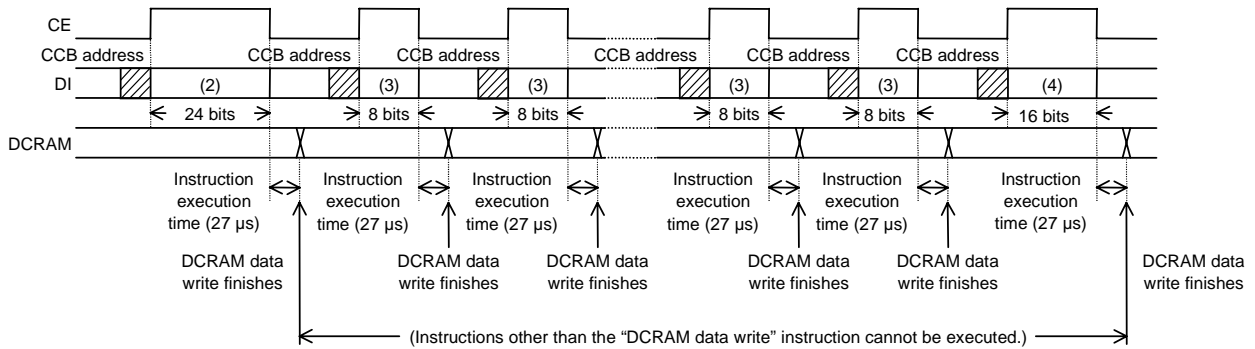 CE
CCB address CCB address CCB address CCB address CCB address CCB address
DI (2) (3) (3) (3) (3) (4)
24 bits 8 bits 8 bits 8 bits 8 bits 16 bits
DCRAM
Instruction Instruction Instruction Instruction Instruction Instruction
execution execution execution execution execution execution
time (27 µs) time (27 µs) time (27 µs) time (27 µs) time (27 µs) time (27 µs)
DCRAM data DCRAM data DCRAM data DCRAM data DCRAM data DCRAM data
write finishes write finishes write finishes write finishes write finishes write finishes
(Instructions other than the “DCRAM data write” instruction cannot be executed.)